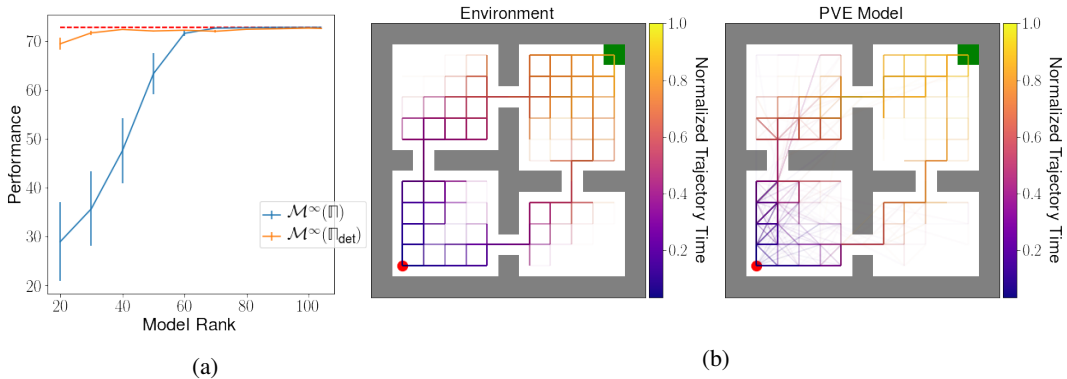 Performance
70
60
50
40
30
20
20
40
60
80
100
Model Rank
𝓜^∞(ℿ)
𝓜^∞(ℿ_det)
(a)
Environment
1.0
0.8
0.6
0.4
0.2
Normalized Trajectory Time
PVE Model
1.0
0.8
0.6
0.4
0.2
Normalized Trajectory Time
(b)